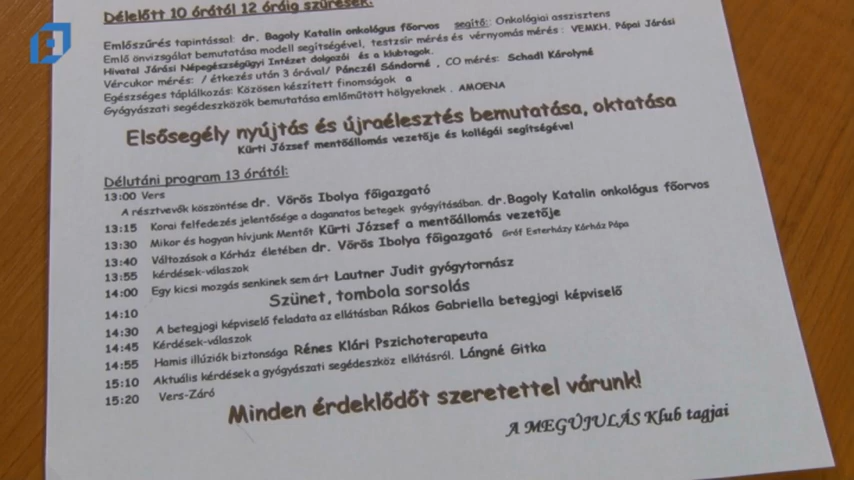 Délelőtt 10 órától 12 óráig szűrések:
Emlőszűrés tapintással: dr. Bagoly Katalin onkológus főorvos segítő: Onkológiai asszisztens
Emlő önvizsgálat bemutatása modell segítségével, testzsír mérés és vérnyomás mérés : VEMKH. Pápai Járási
Hivatal Járási Népegészségügyi Intézet dolgozói és a klubtagok.
Vércukor mérés: / étkezés után 3 órával/ Pánczél Sándorné , CO mérés: Schadl Károlyné
Egészséges táplálkozás: Közösen készített finomságok a
Gyógyászati segédeszközök bemutatása emlőműtött hölgyeknek . AMOENA
Elsősegély nyújtás és újraélesztés bemutatása, oktatása
Kürti József mentőállomás vezetője és kollégái segítségével
Délutáni program 13 órától:
13:00 Vers
A résztvevők köszöntése dr. Vörös Ibolya főigazgató
13:15 Korai felfedezés jelentősége a daganatos betegek gyógyításában. dr.Bagoly Katalin onkológus főorvos
13:30 Mikor és hogyan hívjunk Mentőt Kürti József a mentőállomás vezetője
13:40 Változások a Kórház életében dr. Vörös Ibolya főigazgató Gróf Esterházy Kórház Pápa
13:55 kérdések-válaszok
14:00 Egy kicsi mozgás senkinek sem árt Lautner Judit gyógytornász
14:10 Szünet, tombola sorsolás
14:30 A betegjogi képviselő feladata az ellátásban Rákos Gabriella betegjogi képviselő
14:45 Kérdések-válaszok
14:55 Hamis illúziók biztonsága Rénes Klári Pszichoterapeuta
15:10 Aktuális kérdések a gyógyászati segédeszköz ellátásról. Lángné Gitka
15:20 Vers-Záró
Minden érdeklődőt szeretettel várunk!
A MEGÚJULÁS Klub tagjai